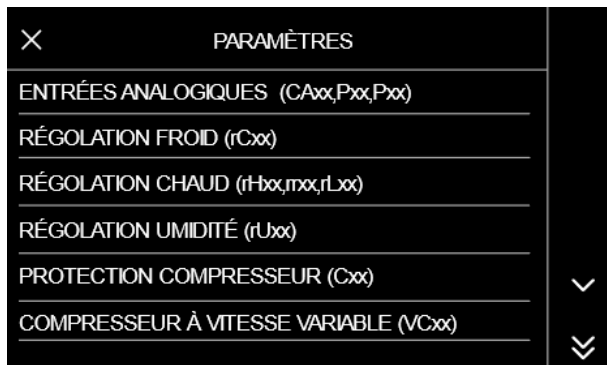 PARAMÈTRES
ENTRÉES ANALOGIQUES (CAxx,Pxx,Pxx)
RÉGOLATION FROID (rCxx)
RÉGOLATION CHAUD (rHxx,rrxx,rLxx)
RÉGOLATION UMIDITÉ (rUxx)
PROTECTION COMPRESSEUR (Cxx)
COMPRESSEUR À VITESSE VARIABLE (VCxx)